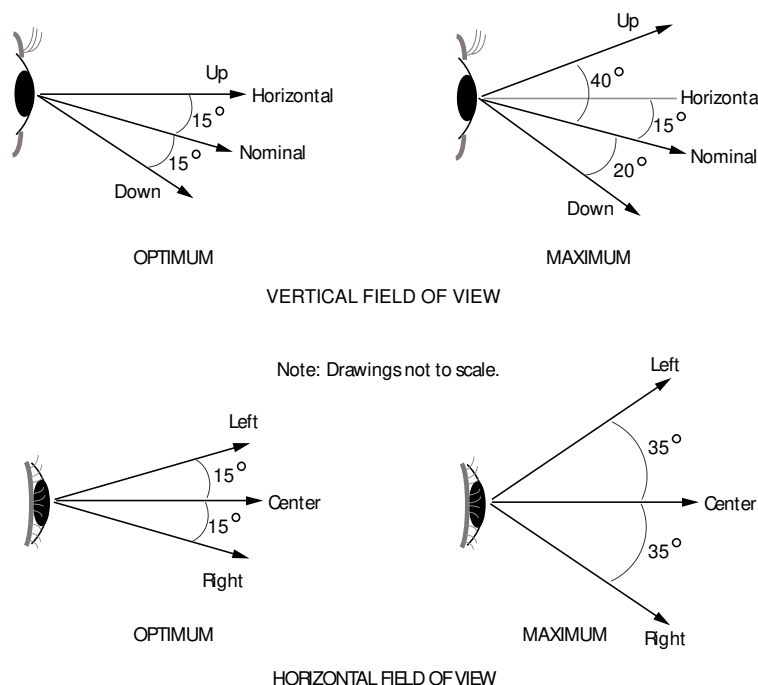 Up
Horizontal
15°
Nominal
15°
Down
OPTIMUM
Up
40°
Horizonta
15°
Nominal
20°
Down
MAXIMUM
VERTICAL FIELD OF VIEW
Note: Drawings not to scale.
Left
15°
Center
15°
Right
OPTIMUM
Left
35°
Center
35°
Right
MAXIMUM
HORIZONTAL FIELD OF VIEW